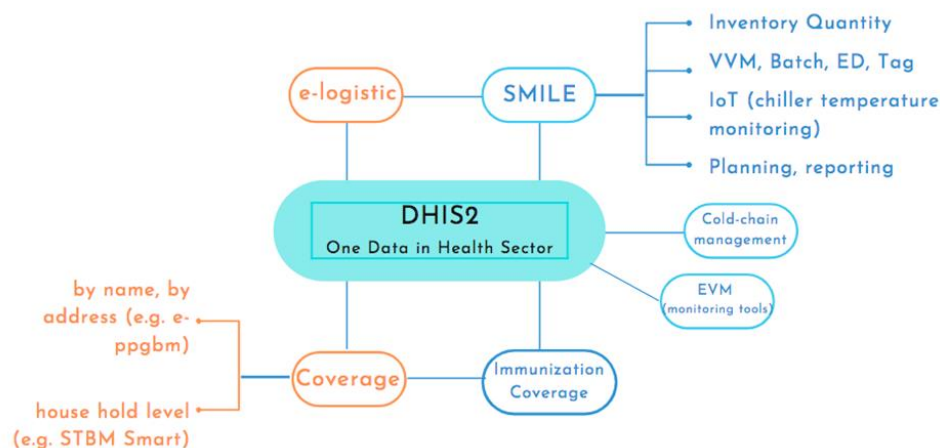 Inventory Quantity
VVM, Batch, ED, Tag
IoT (chiller temperature
monitoring)
Planning, reporting
e-logistic
SMILE
DHIS2
One Data in Health Sector
Cold-chain
management
EVM
(monitoring tools)
by name, by
address (e.g. e-
ppgbm)
house hold level
(e.g. STBM Smart)
Coverage
Immunization
Coverage